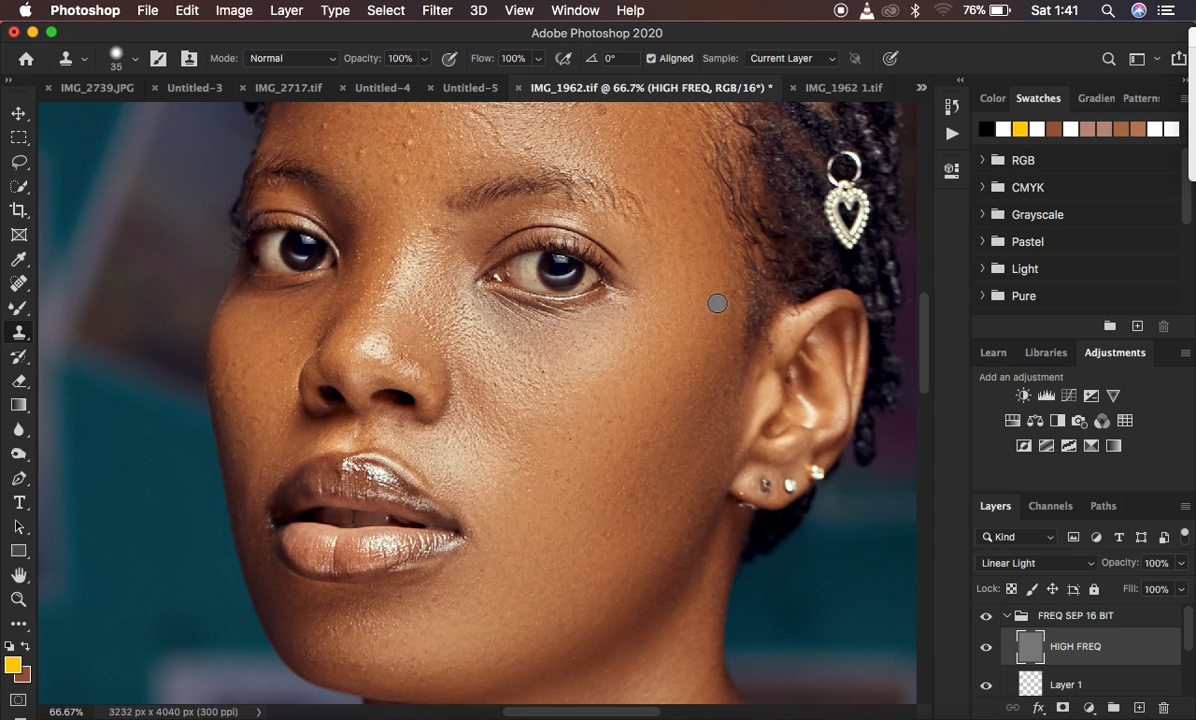 Photoshop File Edit Image Layer Type Select Filter 3D View Window Help 76% Sat 1:41
Adobe Photoshop 2020
35 Mode: Normal Opacity: 100% Flow: 100% 0° Aligned Sample: Current Layer
IMG_2739.JPG Untitled-3 IMG_2717.tif Untitled-4 Untitled-5 IMG_1962.tif @ 66.7% (HIGH FREQ, RGB/16*) * IMG_1962 1.tif
Color Swatches Gradien Pattern:
RGB
CMYK
Grayscale
Pastel
Light
Pure
Learn Libraries Adjustments
Add an adjustment
Layers Channels Paths
Kind
Linear Light Opacity: 100%
Lock: Fill: 100%
FREQ SEP 16 BIT
HIGH FREQ
Layer 1
66.67% 3232 px x 4040 px (300 ppi)